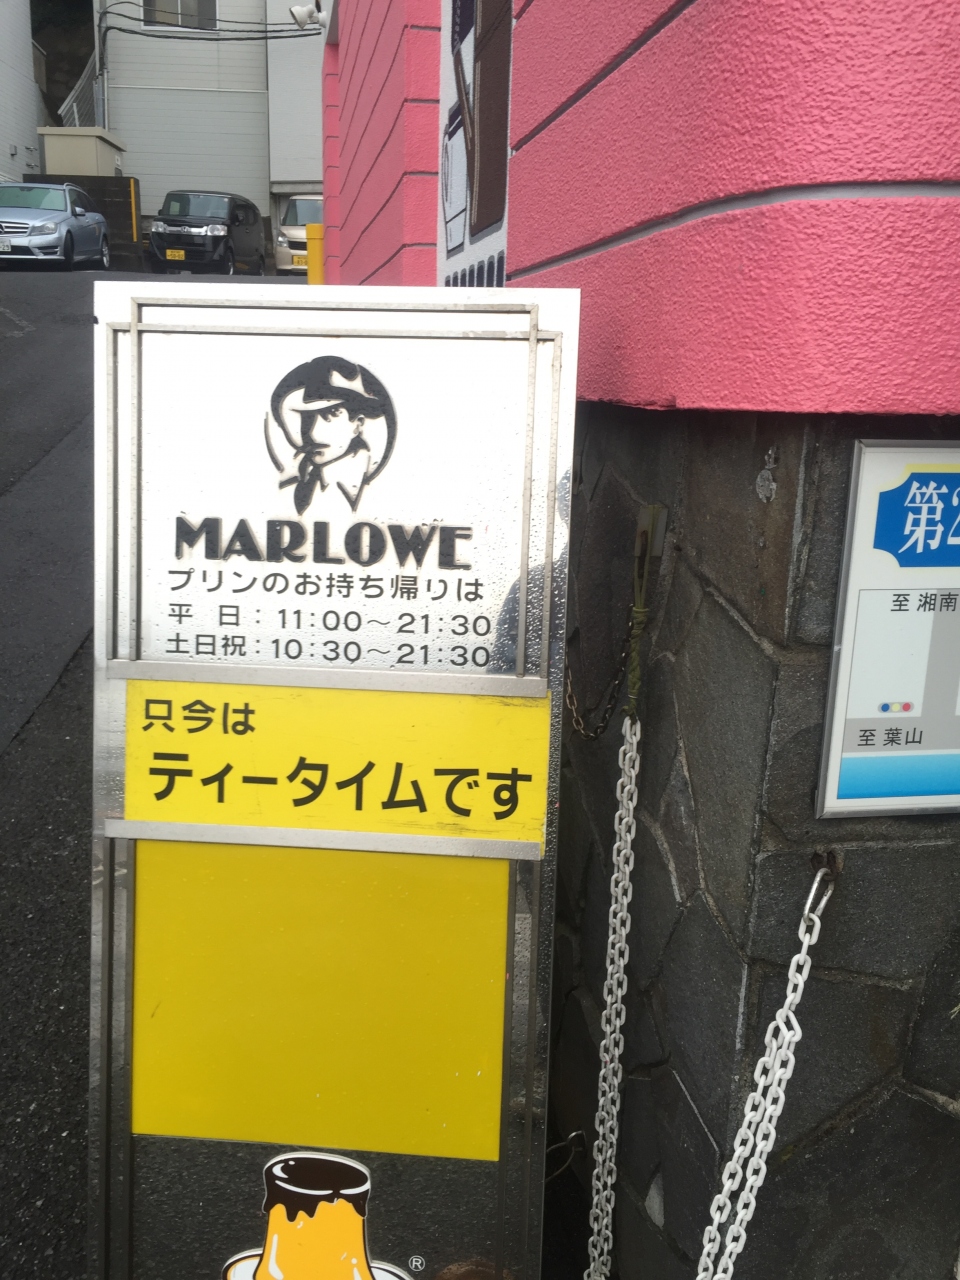 MARLOWE
プリンのお持ち帰りは
平　日：11:00～21:30
土日祝：10:30～21:30
只今は
ティータイムです
®
第2
至 湘南
至 葉山